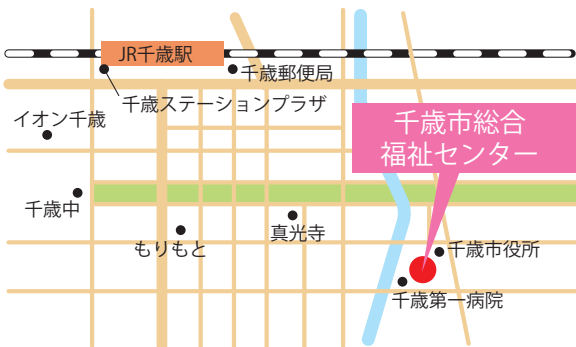 JR千歳駅
千歳郵便局
千歳ステーションプラザ
イオン千歳
千歳市総合
福祉センター
千歳中
真光寺
もりもと
千歳市役所
千歳第一病院